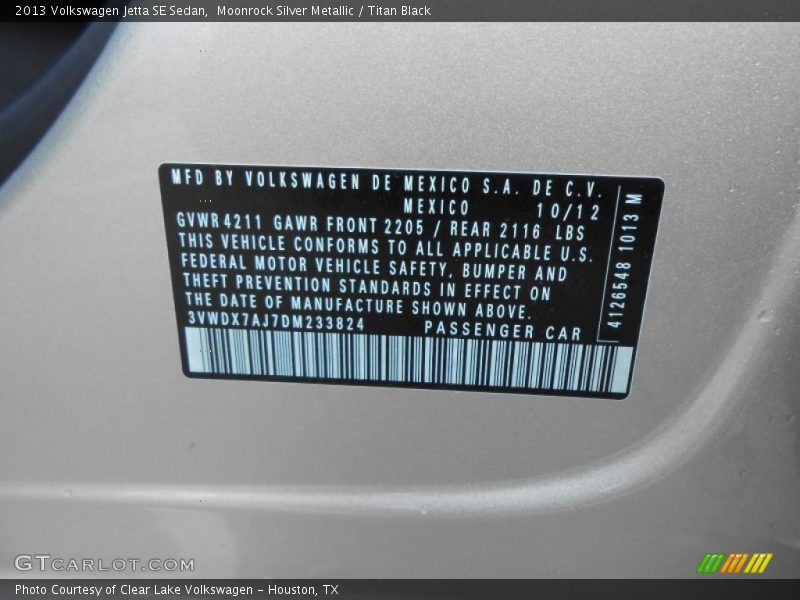 2013 Volkswagen Jetta SE Sedan,  Moonrock Silver Metallic / Titan Black
MFD BY VOLKSWAGEN DE MEXICO S.A. DE C.V.
MEXICO 10/12
GVWR 4211 GAWR FRONT 2205 / REAR 2116 LBS
THIS VEHICLE CONFORMS TO ALL APPLICABLE U.S.
FEDERAL MOTOR VEHICLE SAFETY, BUMPER AND
THEFT PREVENTION STANDARDS IN EFFECT ON
THE DATE OF MANUFACTURE SHOWN ABOVE.
3VWDX7AJ7DM233824 PASSENGER CAR
4126548 1013 M
GTCARLOT.COM
Photo Courtesy of Clear Lake Volkswagen – Houston, TX